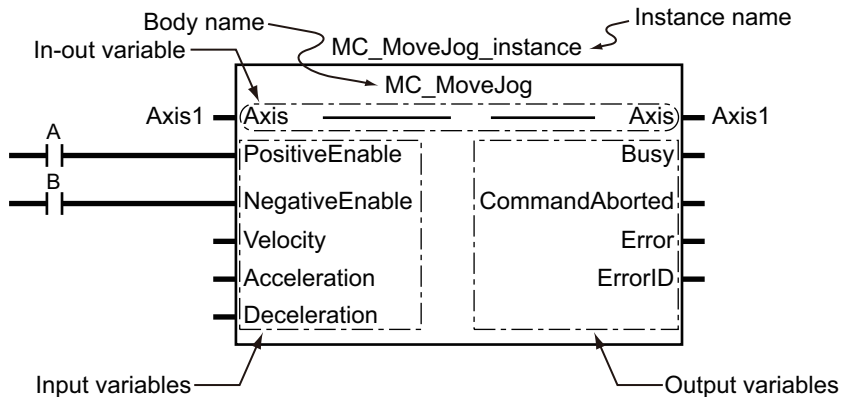 Body name
Instance name
In-out variable
MC_MoveJog_instance
MC_MoveJog
Axis1
Axis
Axis
Axis1
A
PositiveEnable
Busy
B
NegativeEnable
CommandAborted
Velocity
Error
Acceleration
ErrorID
Deceleration
Input variables
Output variables